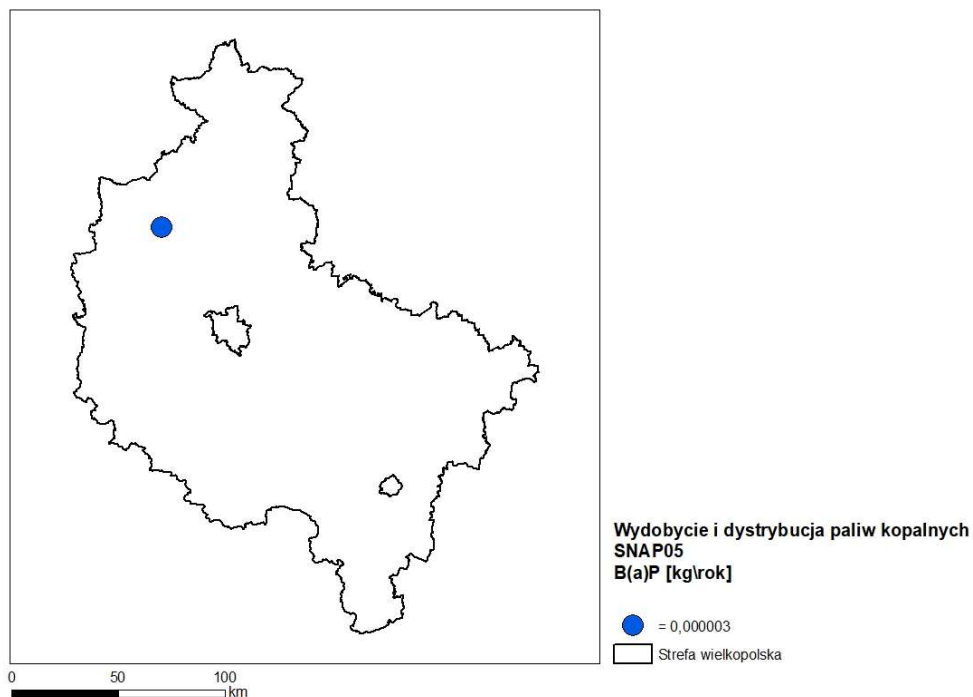 Wydobycie i dystrybucja paliw kopalnych
SNAP05
B(a)P [kg\rok]
= 0,000003
Strefa wielkopolska
0 50 100
km